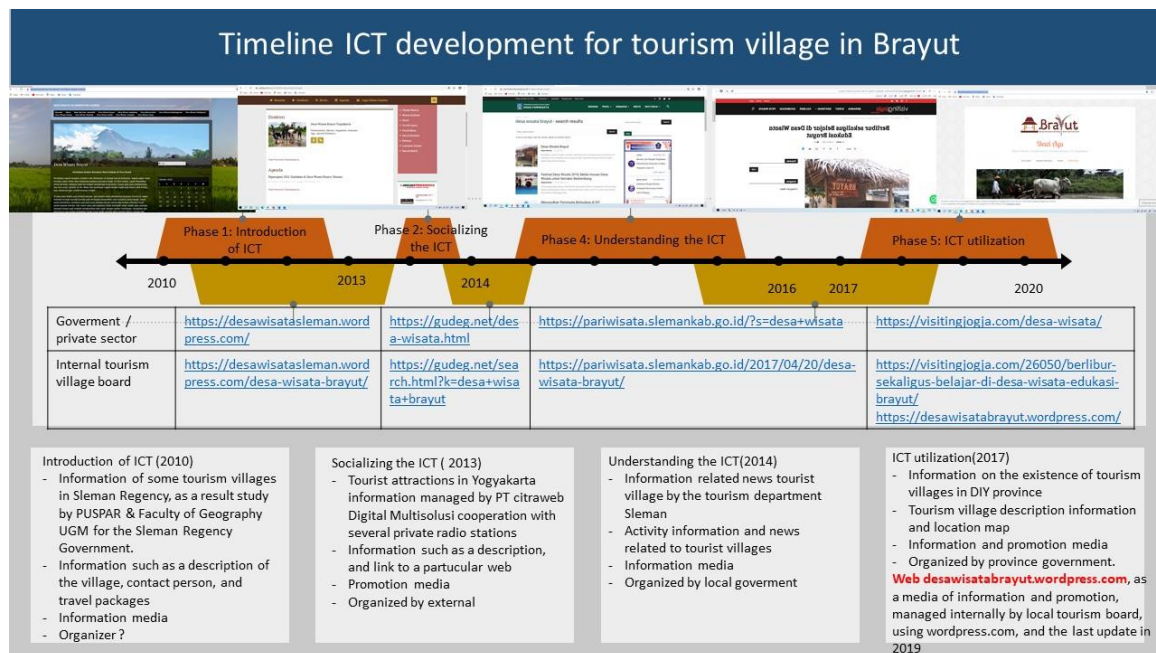 Timeline ICT development for tourism village in Brayut
Desa Wisata Brayut
Direktori
Agenda
desa wisata brayut - search results
Berlibur sekaligus Belajar di Desa Wisata
Edukasi Brayut
visitingjogja
TUTARU
BraYut
Desa Ayu
Phase 1: Introduction
of ICT
Phase 2: Socializing
the ICT
Phase 4: Understanding the ICT
Phase 5: ICT utilization
2010
2013
2014
2016
2017
2020
Goverment /
private sector
https://desawisatasleman.word
press.com/
https://gudeg.net/des
a-wisata.html
https://pariwisata.slemankab.go.id/?s=desa+wisata
https://visitingjogja.com/desa-wisata/
Internal tourism
village board
https://desawisatasleman.word
press.com/desa-wisata-brayut/
https://gudeg.net/sea
rch.html?k=desa+wisa
ta+brayut
https://pariwisata.slemankab.go.id/2017/04/20/desa-
wisata-brayut/
https://visitingjogja.com/26050/berlibur-
sekaligus-belajar-di-desa-wisata-edukasi-
brayut/
https://desawisatabrayut.wordpress.com/
Introduction of ICT (2010)
- Information of some tourism villages
in Sleman Regency, as a result study
by PUSPAR & Faculty of Geography
UGM for the Sleman Regency
Government.
- Information such as a description of
the village, contact person, and
travel packages
- Information media
- Organizer ?
Socializing the ICT ( 2013)
- Tourist attractions in Yogyakarta
information managed by PT citraweb
Digital Multisolusi cooperation with
several private radio stations
- Information such as a description,
and link to a partucular web
- Promotion media
- Organized by external
Understanding the ICT(2014)
- Information related news tourist
village by the tourism department
Sleman
- Activity information and news
related to tourist villages
- Information media
- Organized by local goverment
ICT utilization(2017)
- Information on the existence of tourism
villages in DIY province
- Tourism village description information
and location map
- Information and promotion media
- Organized by province government.
Web desawisatabrayut.wordpress.com, as
a media of information and promotion,
managed internally by local tourism board,
using wordpress.com, and the last update in
2019